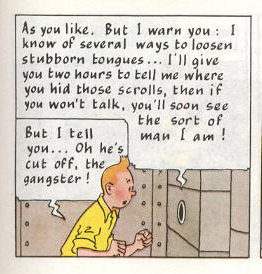 As you like. But I warn you : I
know of several ways to loosen
stubborn tongues... I'll give
you two hours to tell me where
you hid those scrolls, then if
you won't talk, you'll soon see
the sort of
man I am !
But I tell
you... Oh he's
cut off, the
gangster !